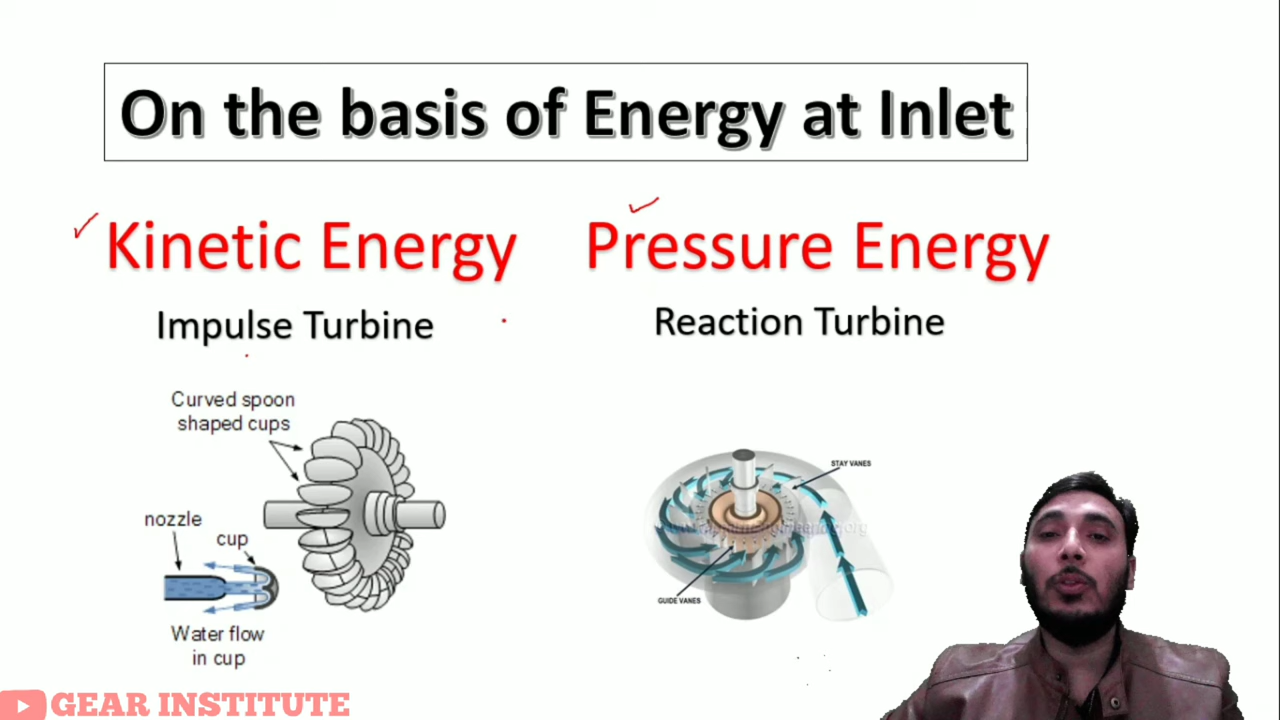 On the basis of Energy at Inlet
Kinetic Energy
Pressure Energy
Impulse Turbine
Reaction Turbine
Curved spoon
shaped cups
nozzle
cup
Water flow
in cup
STAY VANES
GUIDE VANES
GEAR INSTITUTE